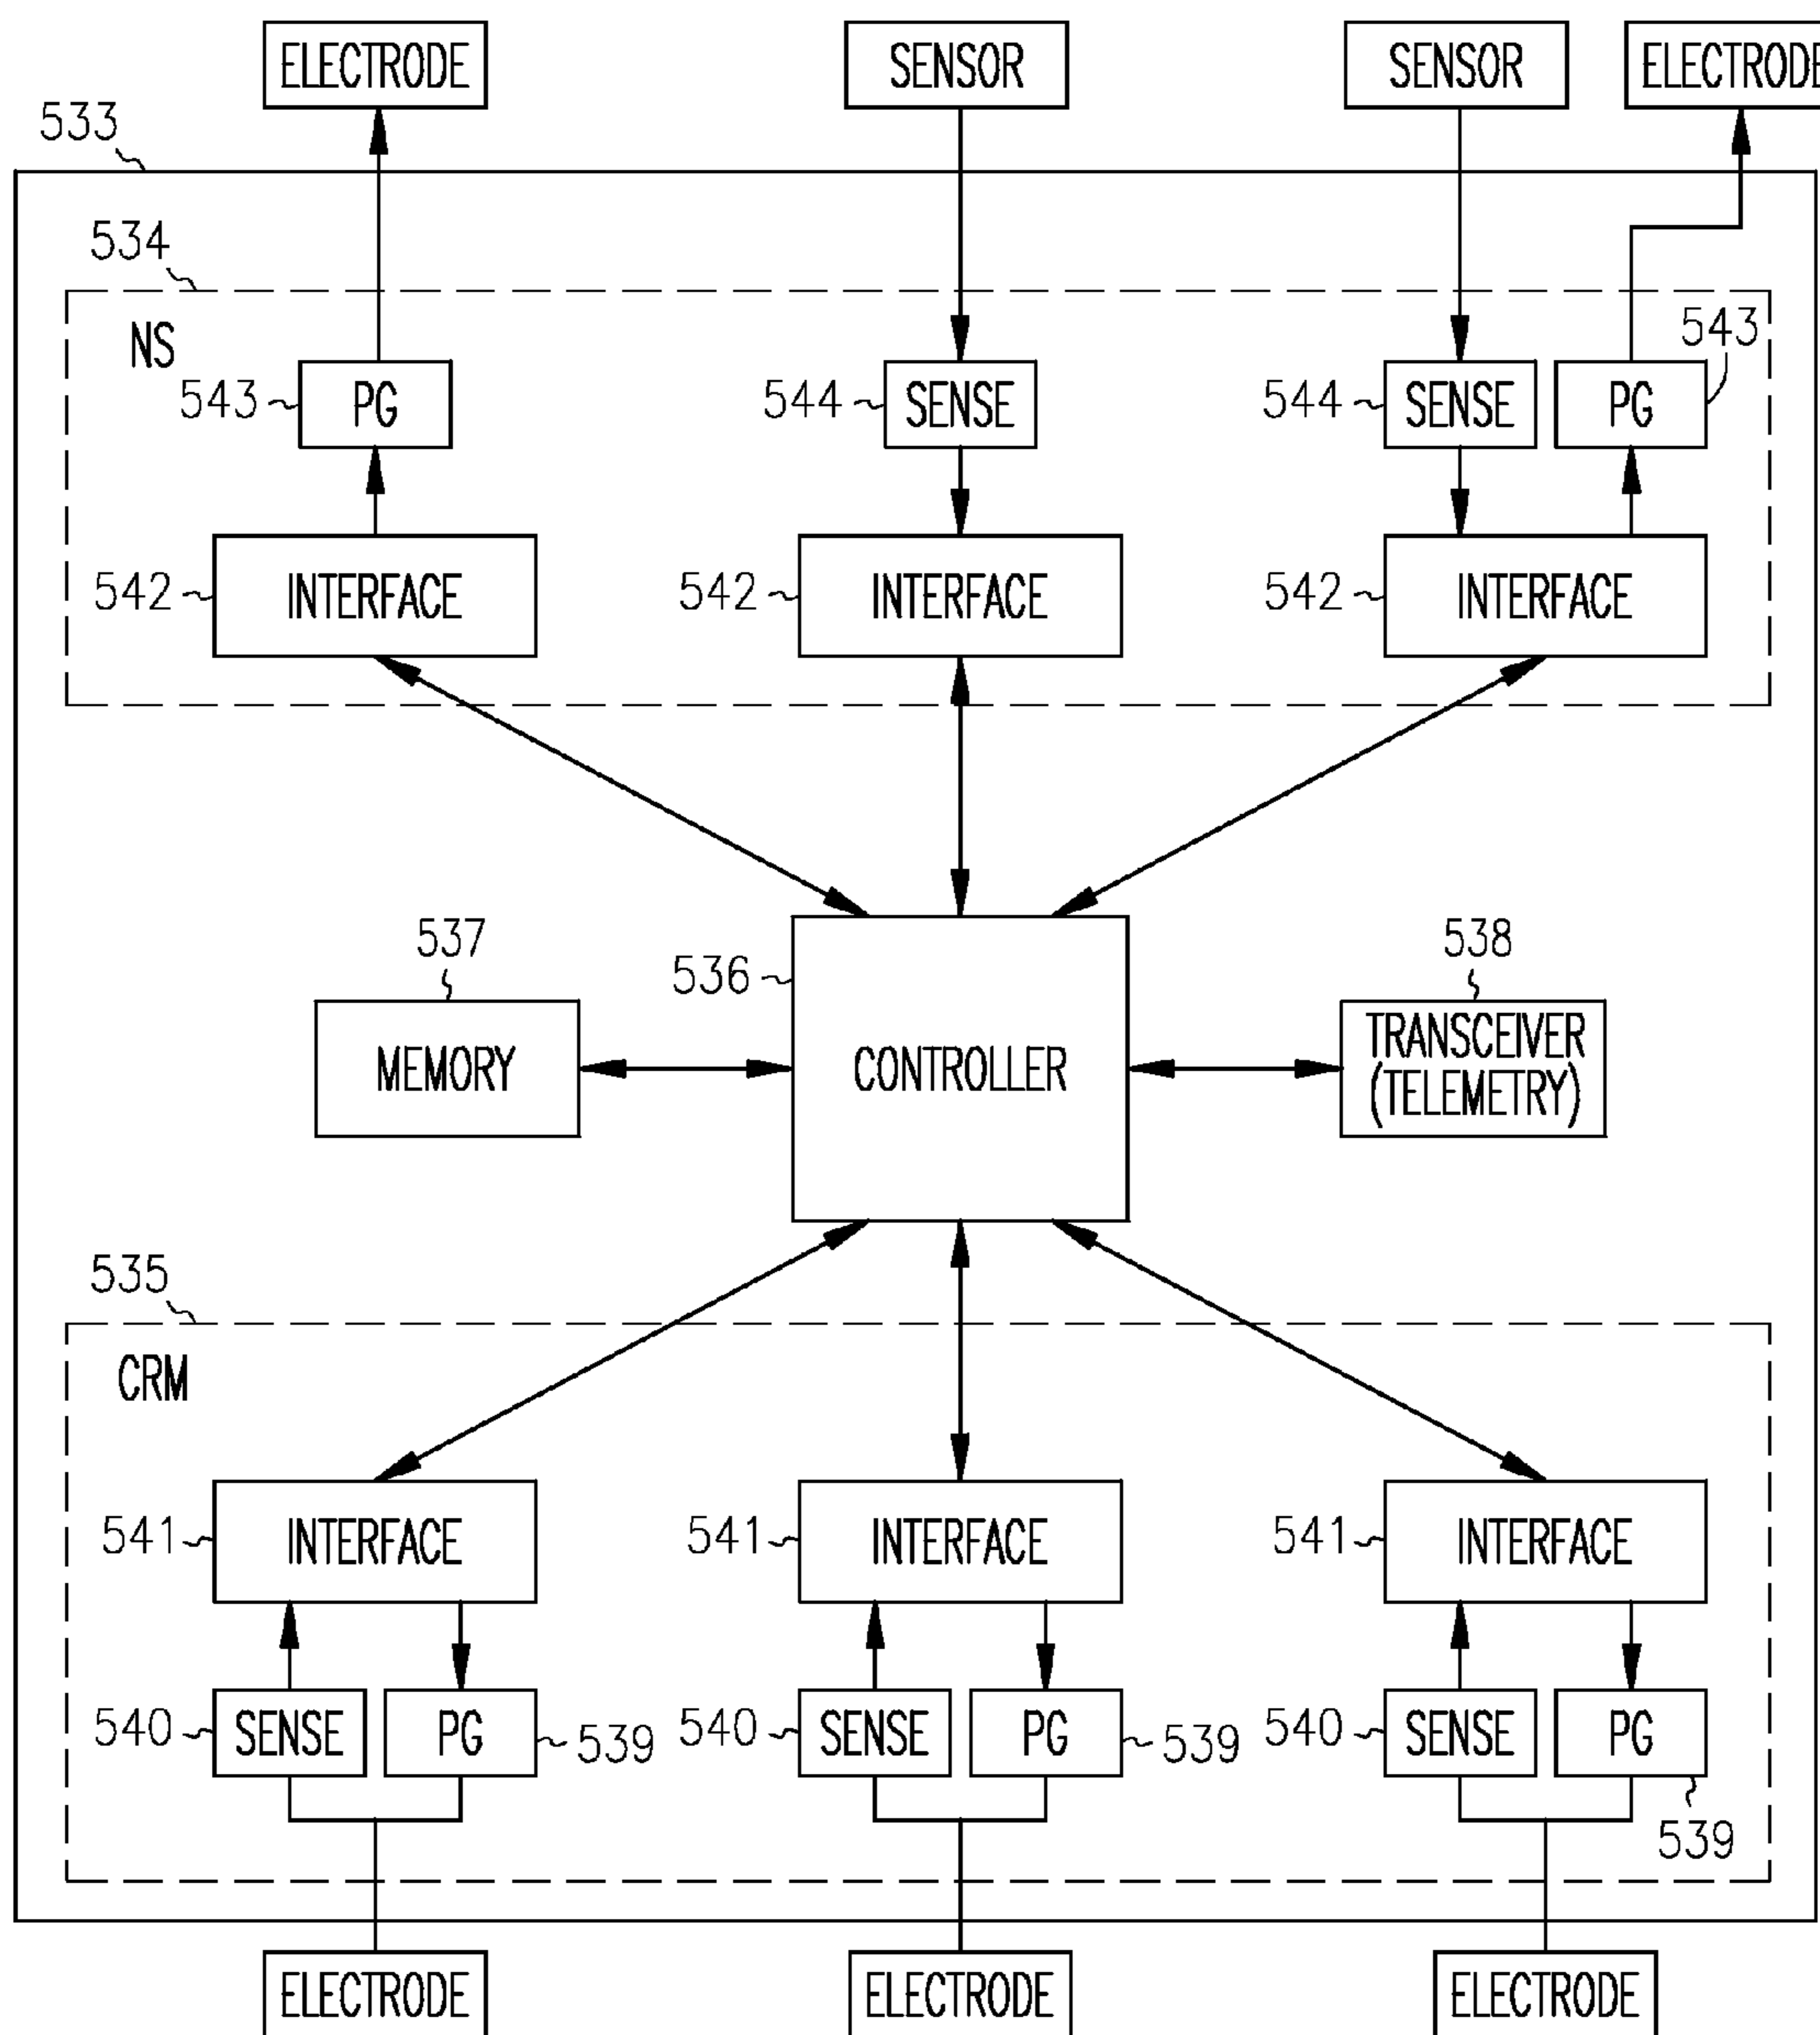 ELECTRODE
SENSOR
SENSOR
ELECTRODE
533
534
NS
543
543
PG
544
SENSE
544
SENSE
PG
542
INTERFACE
542
INTERFACE
542
INTERFACE
537
536
538
MEMORY
CONTROLLER
TRANSCEIVER
(TELEMETRY)
535
CRM
541
INTERFACE
541
INTERFACE
541
INTERFACE
540
SENSE
PG
539
540
SENSE
PG
539
540
SENSE
PG
539
ELECTRODE
ELECTRODE
ELECTRODE